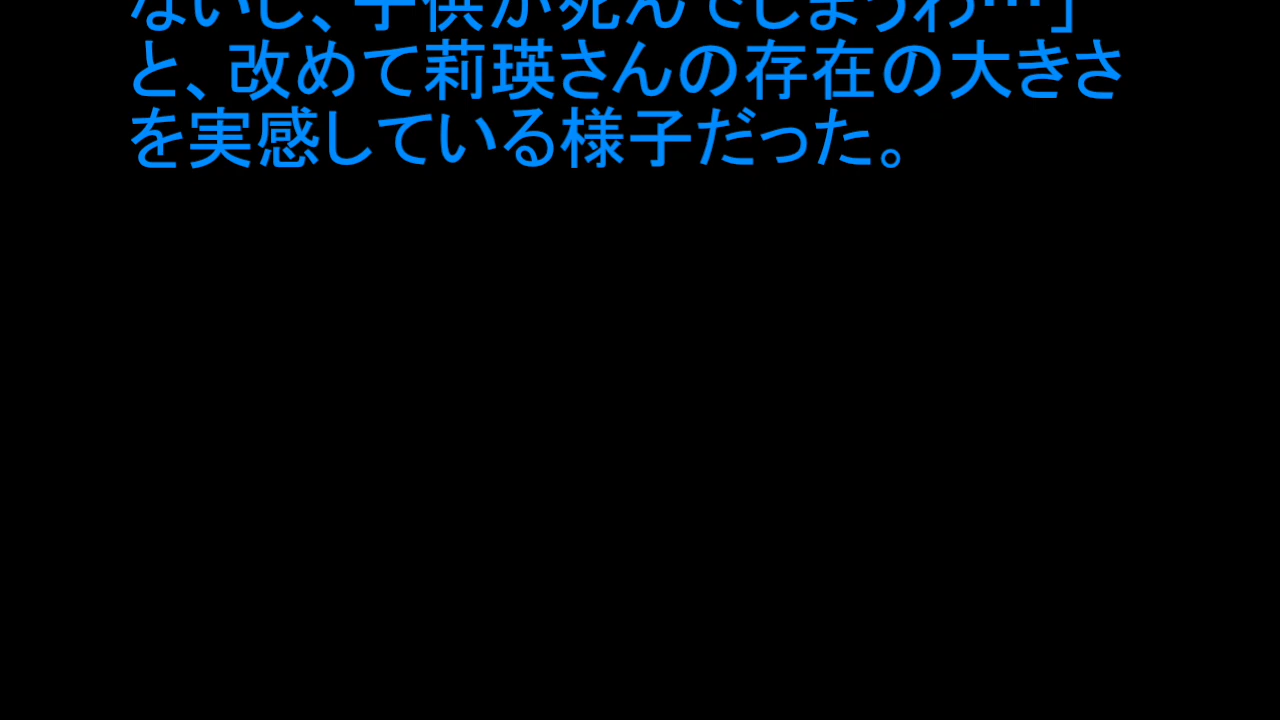 ないし、子供が死んでしまうわ…」
と、改めて莉瑛さんの存在の大きさ
を実感している様子だった。